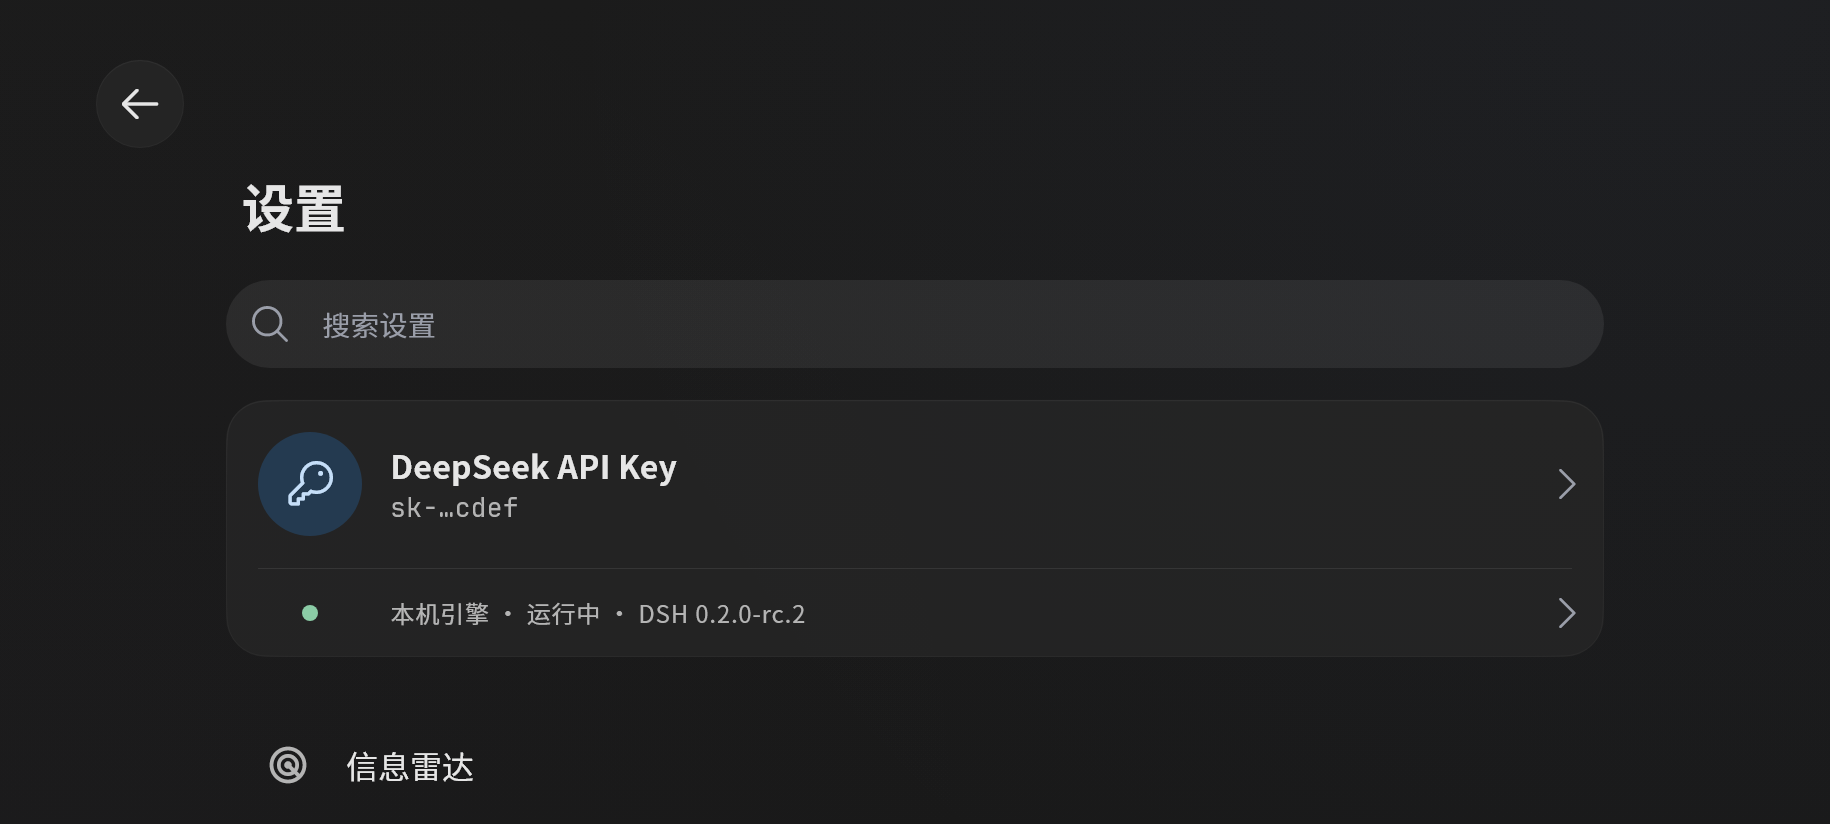 设置
搜索设置
DeepSeek API Key
sk-…cdef
本机引擎 · 运行中 · DSH 0.2.0-rc.2
信息雷达